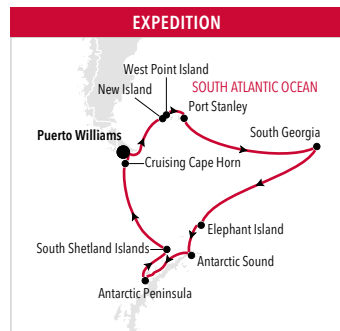 EXPEDITION
West Point Island
New Island
SOUTH ATLANTIC OCEAN
Port Stanley
Puerto Williams
South Georgia
Cruising Cape Horn
Elephant Island
South Shetland Islands
Antarctic Sound
Antarctic Peninsula